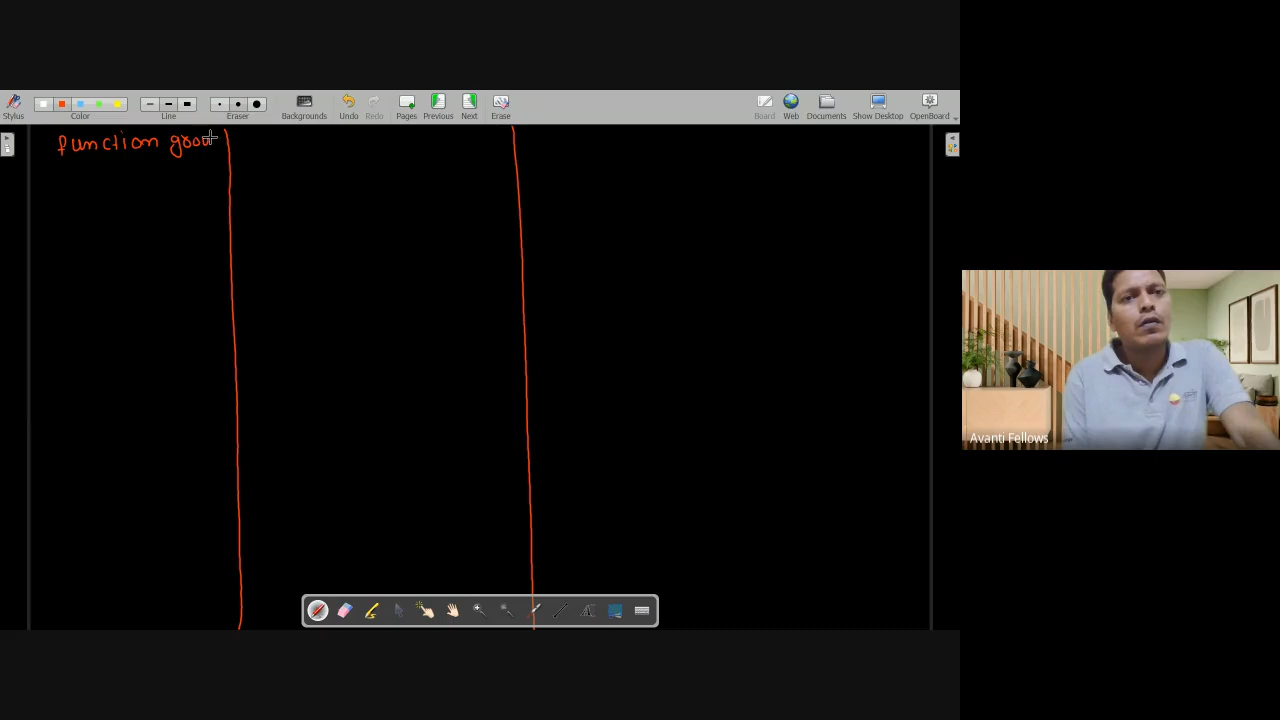 Stylus
Color
Line
Eraser
Backgrounds
Undo
Redo
Pages
Previous
Next
Erase
Board
Web
Documents
Show Desktop
OpenBoard
function grou
Avanti Fellows